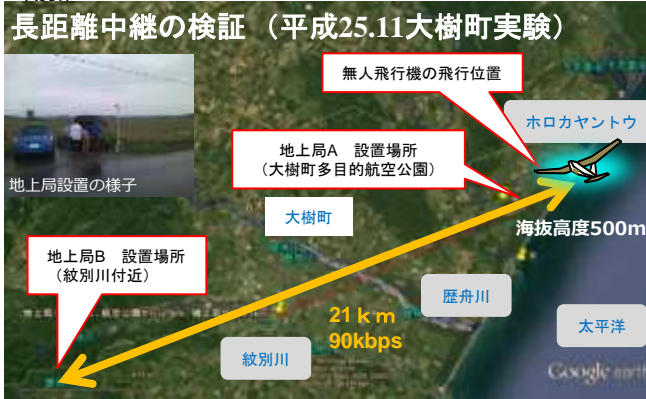 長距離中継の検証 (平成25.11大樹町実験)
無人飛行機の飛行位置
ホロカヤントウ
地上局A 設置場所
(大樹町多目的航空公園)
地上局設置の様子
大樹町
海抜高度500m
地上局B 設置場所
(紋別川付近)
歴舟川
21km
90kbps
太平洋
紋別川
Google earth